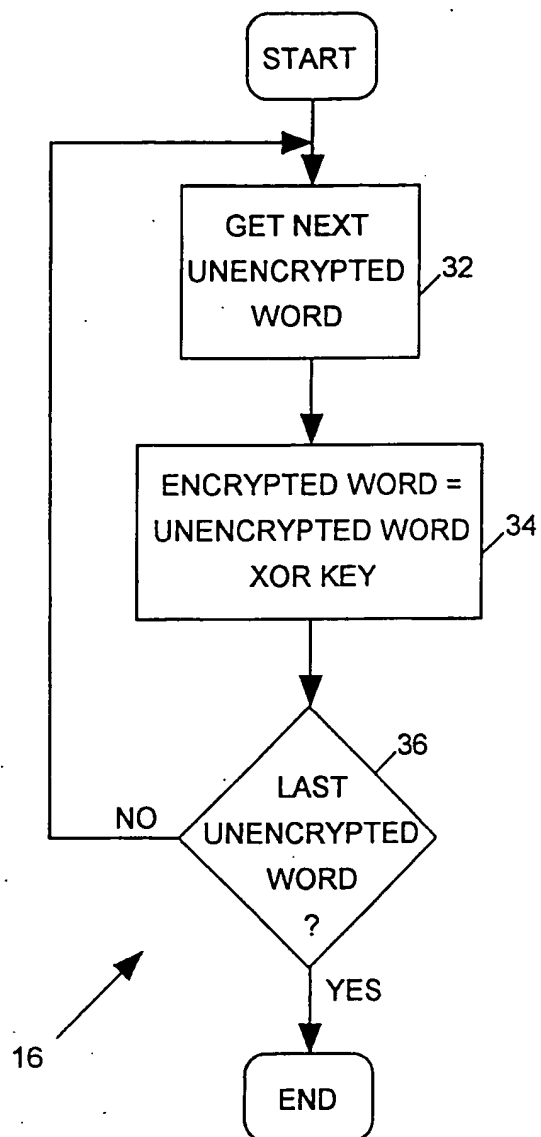 START
GET NEXT
UNENCRYPTED
WORD
32
ENCRYPTED WORD =
UNENCRYPTED WORD
XOR KEY
34
36
LAST
UNENCRYPTED
WORD
?
NO
YES
16
END